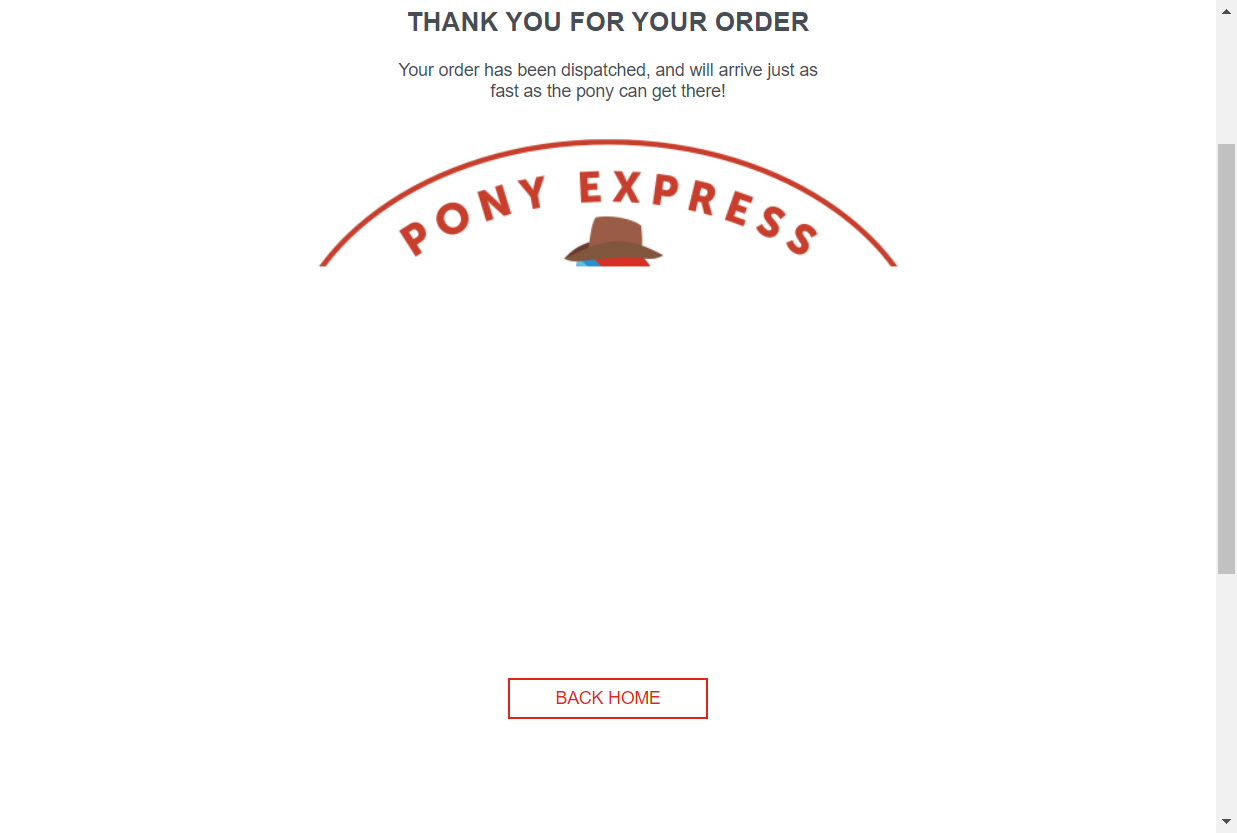 THANK YOU FOR YOUR ORDER
Your order has been dispatched, and will arrive just as
fast as the pony can get there!
PONY EXPRESS
BACK HOME